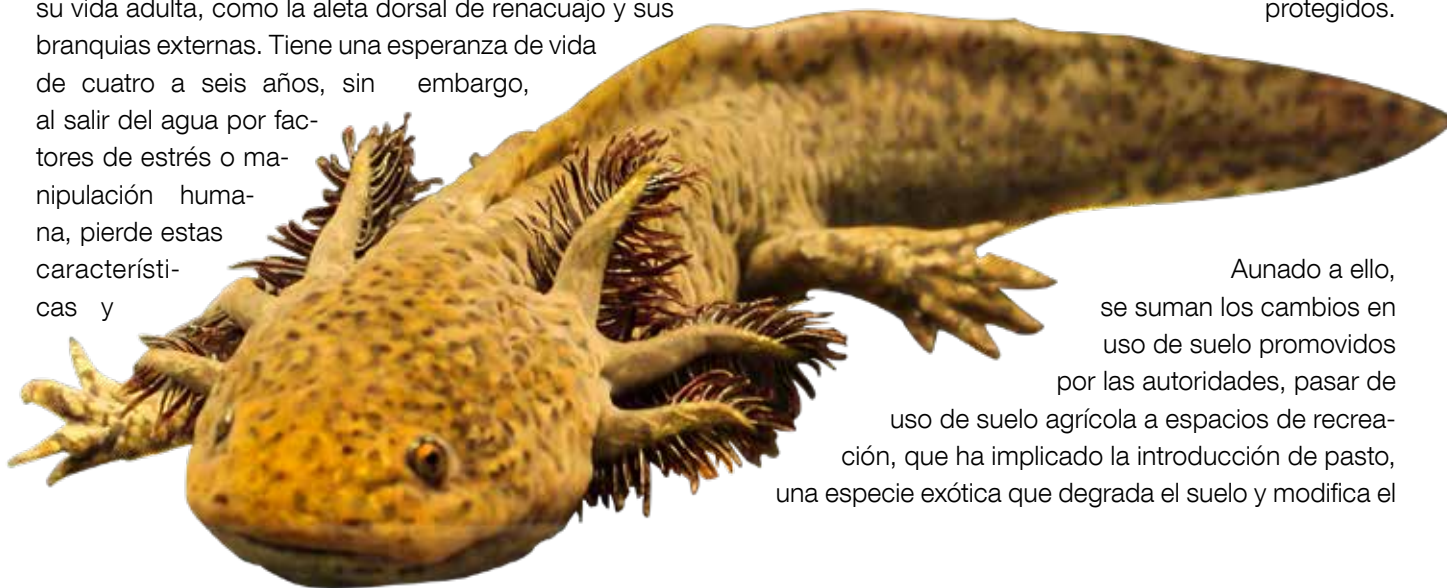 su vida adulta, como la aleta dorsal de renacuajo y sus
branquias externas. Tiene una esperanza de vida
de cuatro a seis años, sin embargo,
al salir del agua por fac-
tores de estrés o ma-
nipulación huma-
na, pierde estas
característi-
cas y
protegidos.
Aunado a ello,
se suman los cambios en
uso de suelo promovidos
por las autoridades, pasar de
uso de suelo agrícola a espacios de recrea-
ción, que ha implicado la introducción de pasto,
una especie exótica que degrada el suelo y modifica el